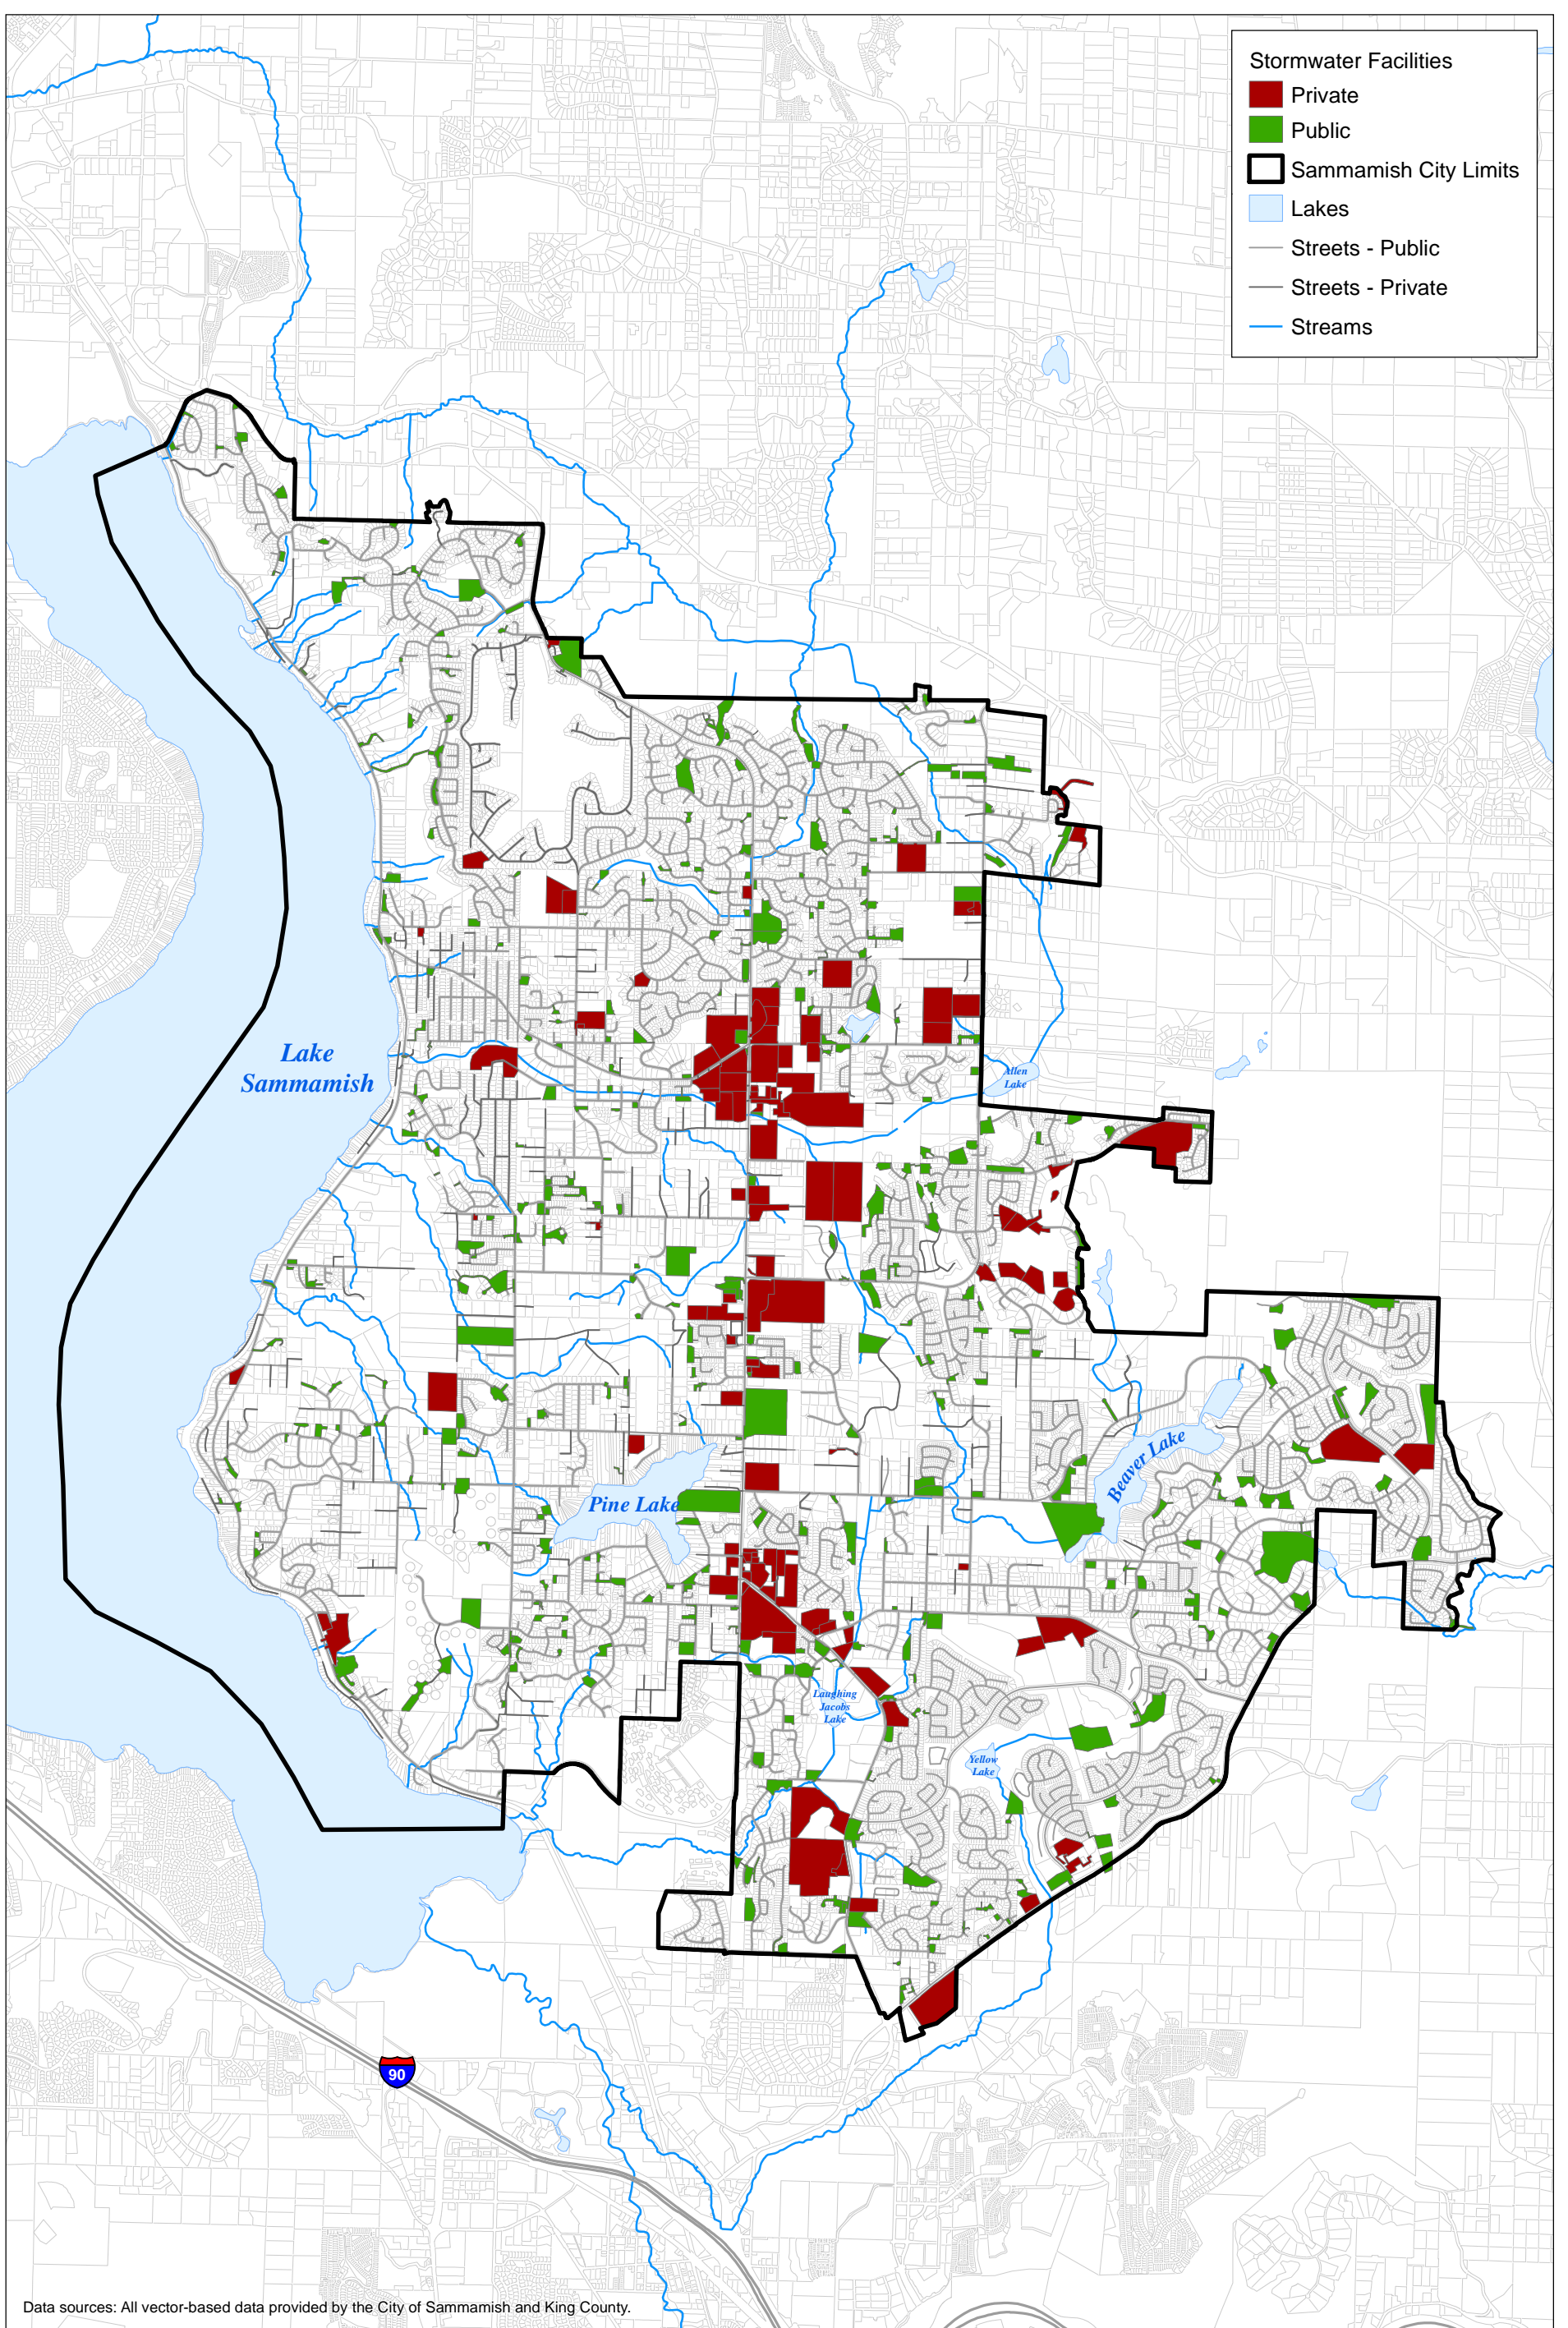 Stormwater Facilities
Private
Public
Sammamish City Limits
Lakes
Streets - Public
Streets - Private
Streams
Lake
Sammamish
Allen
Lake
Beaver Lake
Pine Lake
Laughing
Jacobs
Lake
Yellow
Lake
90
Data sources: All vector-based data provided by the City of Sammamish and King County.